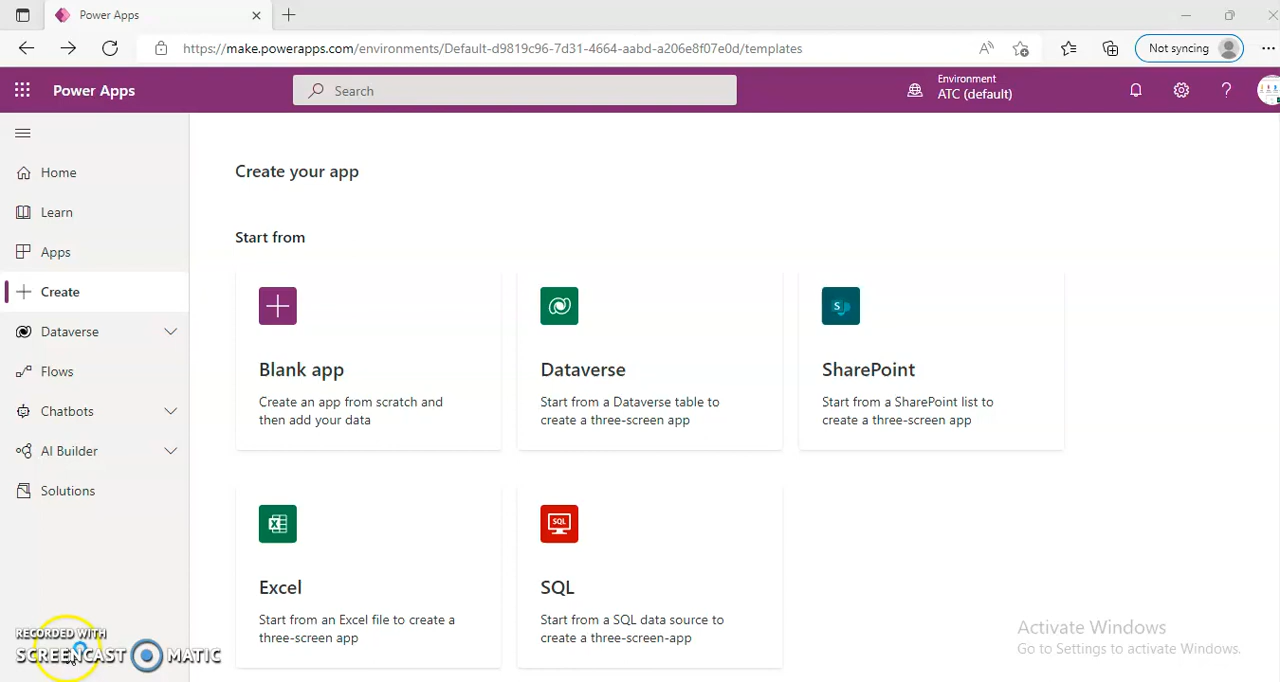 Power Apps
https://make.powerapps.com/environments/Default-d9819c96-7d31-4664-aabd-a206e8f07e0d/templates
Not syncing
Power Apps
Search
Environment
ATC (default)
Home
Learn
Apps
Create
Dataverse
Flows
Chatbots
AI Builder
Solutions
Create your app
Start from
Blank app
Create an app from scratch and
then add your data
Dataverse
Start from a Dataverse table to
create a three-screen app
S
SharePoint
Start from a SharePoint list to
create a three-screen app
X
Excel
Start from an Excel file to create a
three-screen app
SQL
SQL
Start from a SQL data source to
create a three-screen-app
Activate Windows
Go to Settings to activate Windows.
RECORDED WITH
SCREENCAST MATIC